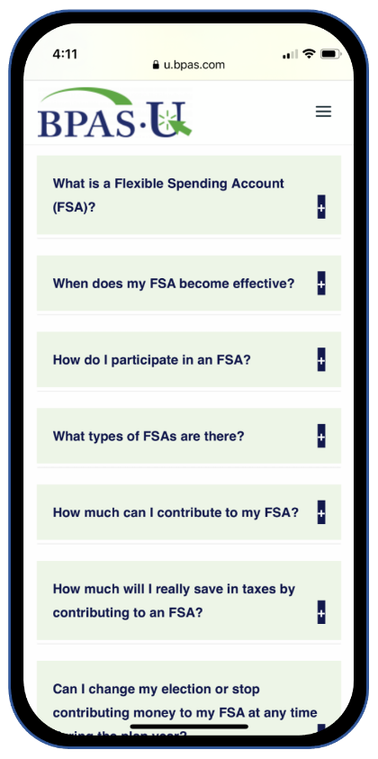 4:11
u.bpas.com
BPAS·U
What is a Flexible Spending Account
(FSA)?
+
When does my FSA become effective?
+
How do I participate in an FSA?
+
What types of FSAs are there?
+
How much can I contribute to my FSA?
+
How much will I really save in taxes by
contributing to an FSA?
+
Can I change my election or stop
contributing money to my FSA at any time
during the plan year?